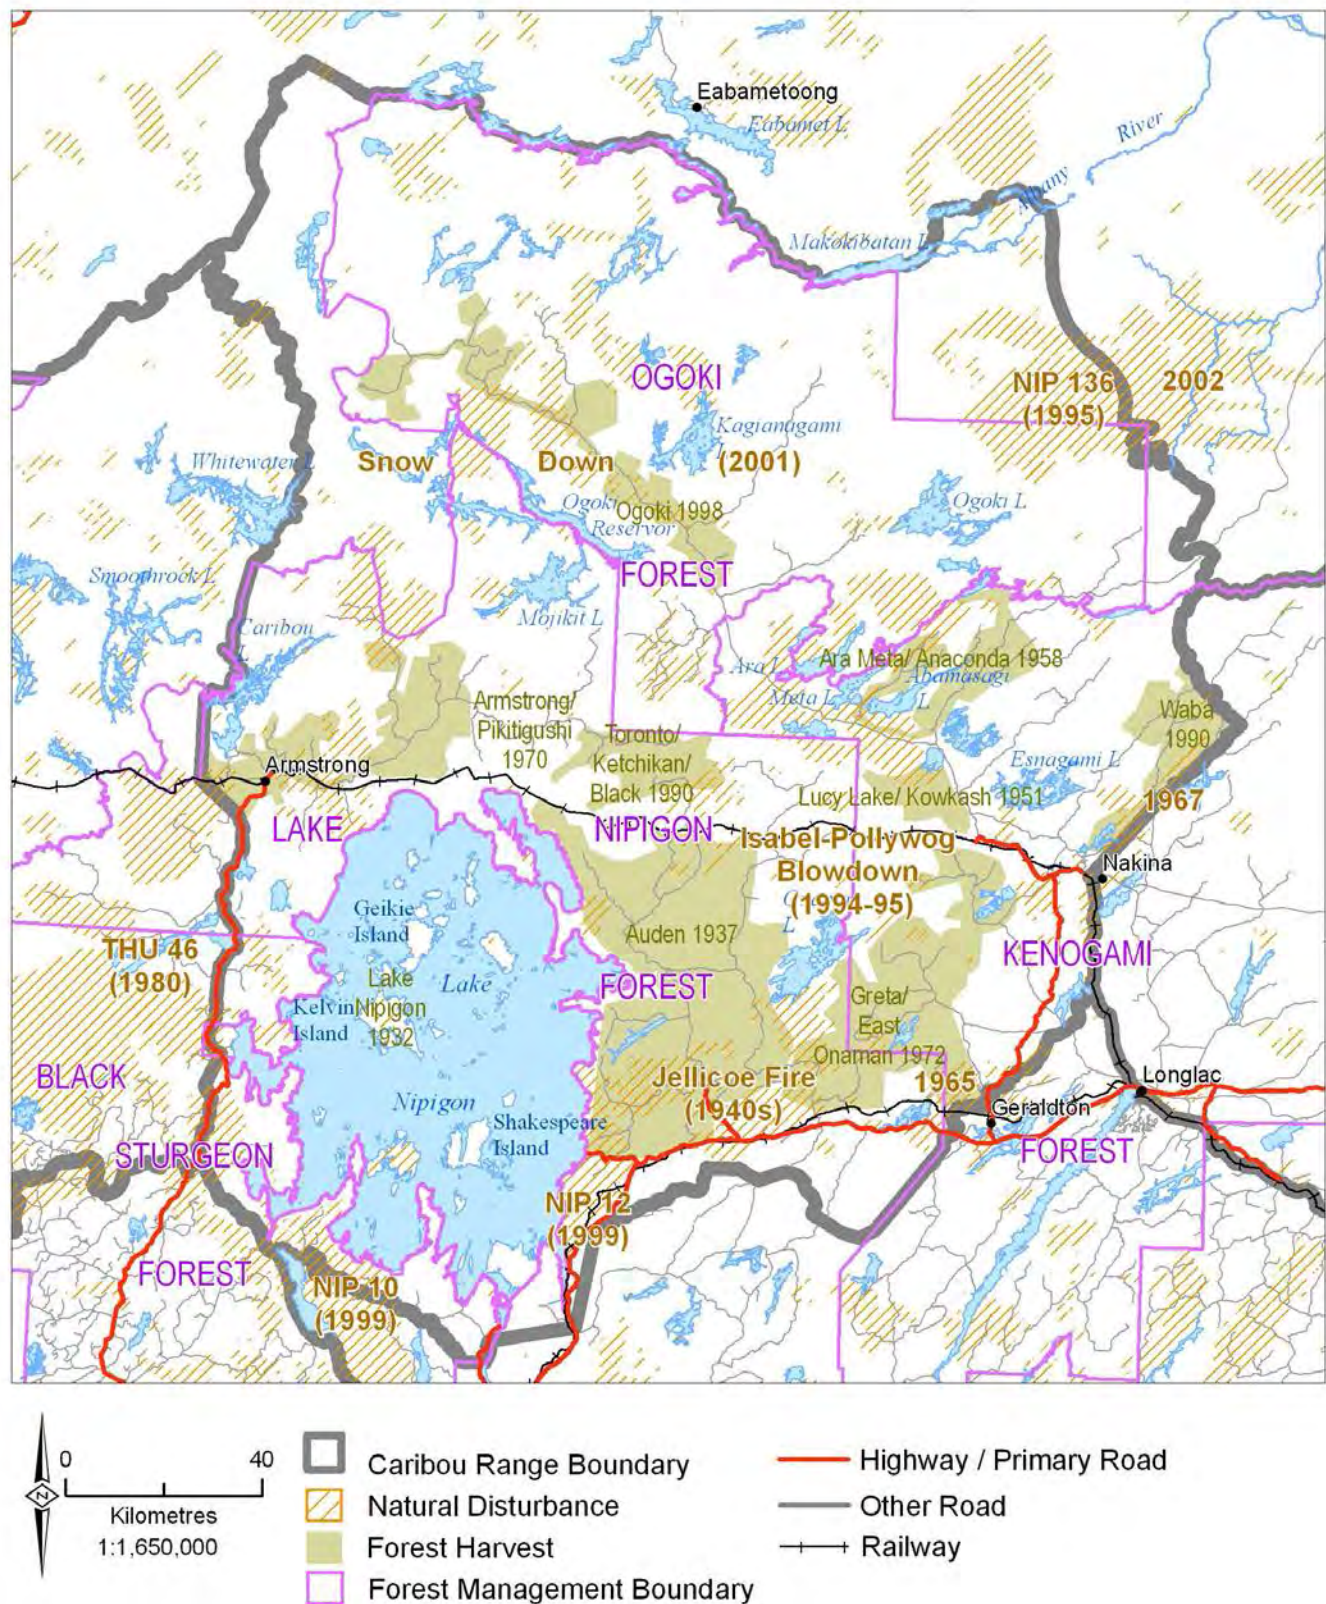 Eabametoong
Eabamet L
River
Albany
Makokibatan L
OGOKI
NIP 136
(1995)
2002
Kagianagami
L
(2001)
Whitewater L
Snow
Down
Ogoki
Reservor
Ogoki 1998
Ogoki L
FOREST
Smoothrock L
Mojikit L
Caribou
L
Ara L
Ara Meta/ Anaconda 1958
Abamasagi
L
Meta L
Armstrong/
Pikitigushi
1970
Toronto/
Ketchikan/
Black 1990
Waba
1990
Armstrong
Esnagami L
Lucy Lake/ Kowkash 1951
1967
LAKE
NIPIGON
Isabel-Pollywog
Blowdown
(1994-95)
Nakina
Geikie
Island
O
L
Auden 1937
THU 46
(1980)
KENOGAMI
Lake
Lake
Nipigon
1932
FOREST
Kelvin
Island
Greta/
East
Onaman 1972
BLACK
Jellicoe Fire
(1940s)
1965
Longlac
Nipigon
Geraldton
Shakespeare
Island
STURGEON
FOREST
NIP 12
(1999)
FOREST
NIP 10
(1999)
0
40
N
Kilometres
1:1,650,000
Caribou Range Boundary
Natural Disturbance
Forest Harvest
Forest Management Boundary
Highway / Primary Road
Other Road
Railway